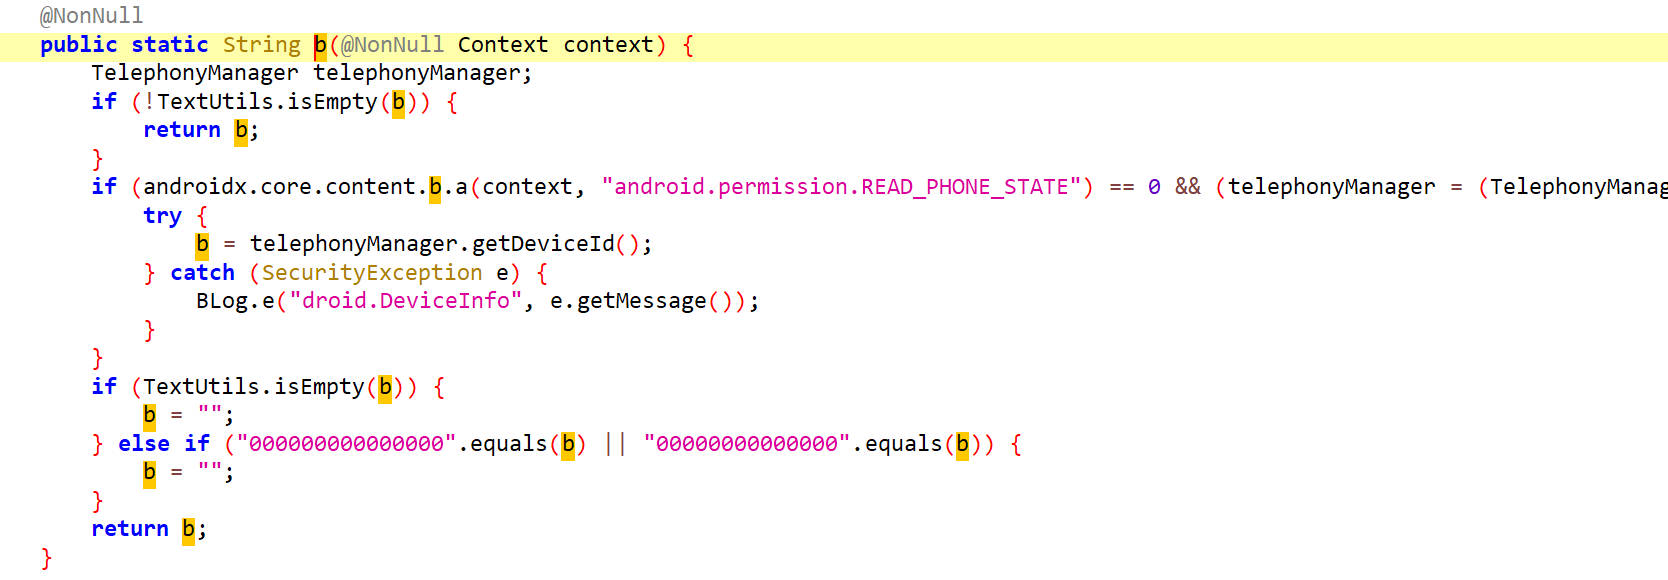 @NonNull
public static String b(@NonNull Context context) {
TelephonyManager telephonyManager;
if (!TextUtils.isEmpty(b)) {
return b;
}
if (androidx.core.content.b.a(context, "android.permission.READ_PHONE_STATE") == 0 && (telephonyManager = (TelephonyManag
try {
b = telephonyManager.getDeviceId();
} catch (SecurityException e) {
BLog.e("droid.DeviceInfo", e.getMessage());
}
}
if (TextUtils.isEmpty(b)) {
b = "";
} else if ("000000000000000".equals(b) || "00000000000000".equals(b)) {
b = "";
}
return b;
}